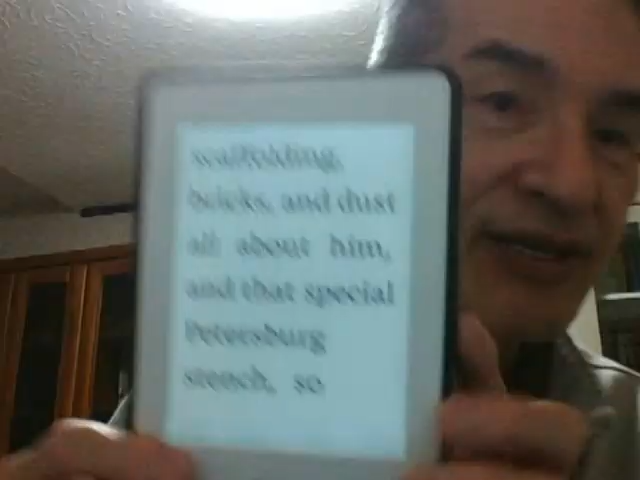 scaffolding,
bricks, and dust
all about him,
and that special
Petersburg
stench, so